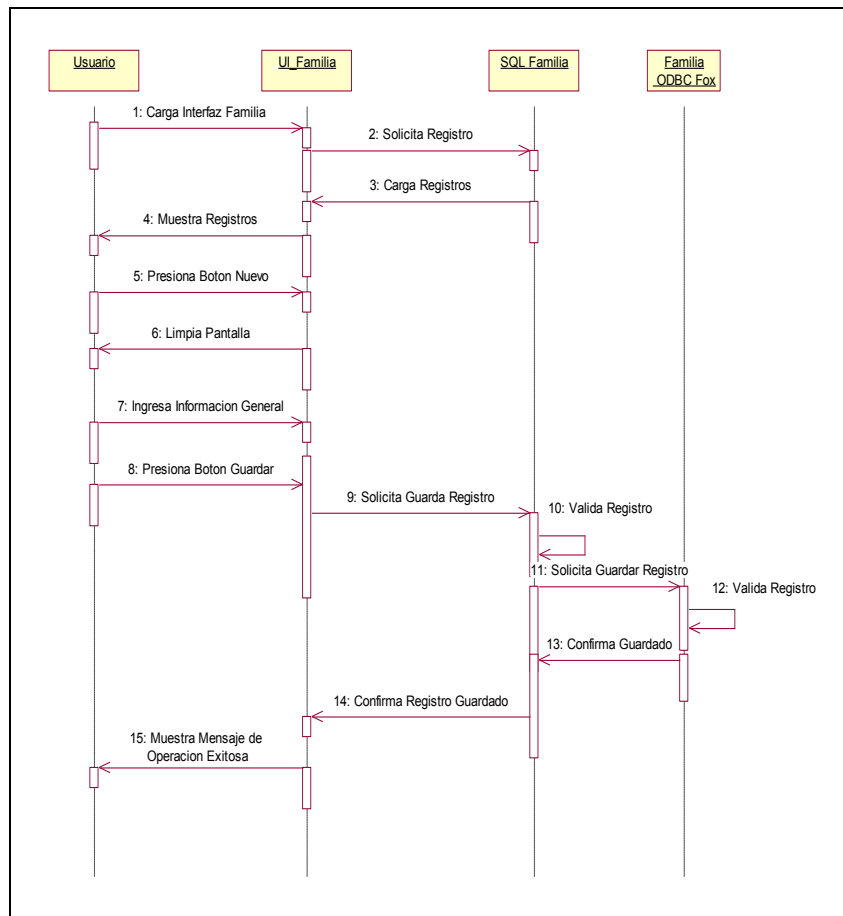 Usuario
UI_Familia
SQL Familia
Familia
_ODBC Fox
1: Carga Interfaz Familia
2: Solicita Registro
3: Carga Registros
4: Muestra Registros
5: Presiona Boton Nuevo
6: Limpia Pantalla
7: Ingresa Informacion General
8: Presiona Boton Guardar
9: Solicita Guarda Registro
10: Valida Registro
11: Solicita Guardar Registro
12: Valida Registro
13: Confirma Guardado
14: Confirma Registro Guardado
15: Muestra Mensaje de
Operacion Exitosa